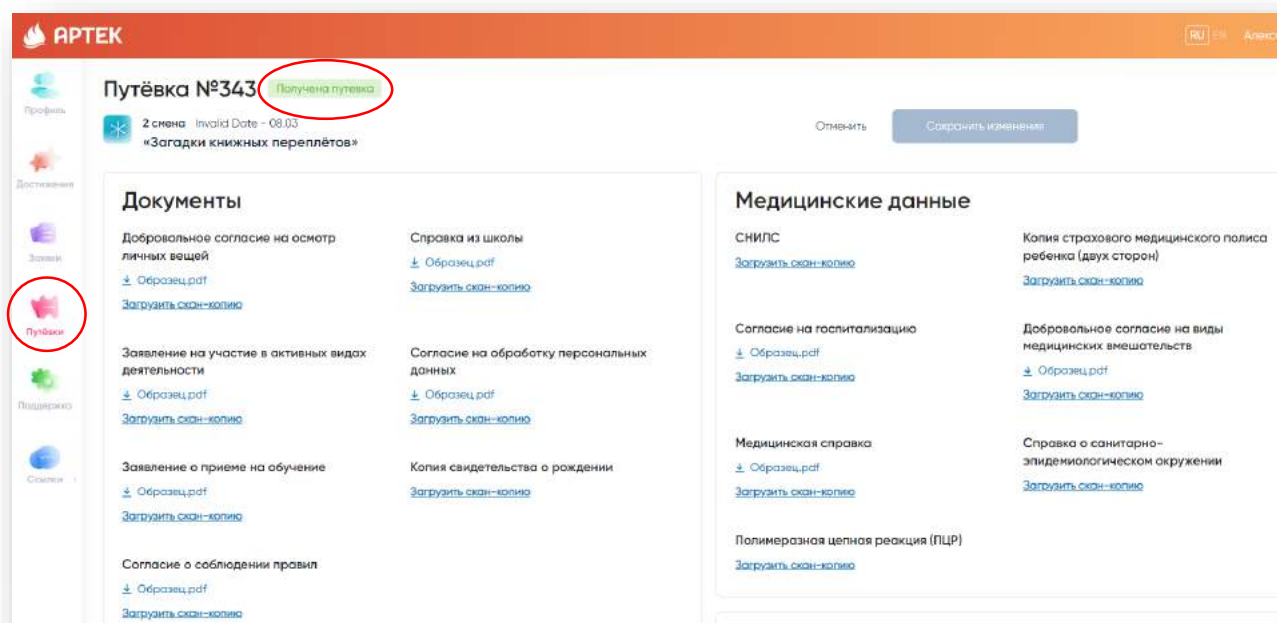 АРТЕК
RU EN Алекс
Профиль
Достижения
Заявки
Путёвки
Поддержка
Ссылки
Путёвка №343 Получена путевка
2 смена Invalid Date - 08.03
«Загадки книжных переплётов»
Отменить Сохранить изменения
Документы
Добровольное согласие на осмотр
личных вещей
Образец.pdf
Загрузить скан-копию
Справка из школы
Образец.pdf
Загрузить скан-копию
Заявление на участие в активных видах
деятельности
Образец.pdf
Загрузить скан-копию
Согласие на обработку персональных
данных
Образец.pdf
Загрузить скан-копию
Заявление о приеме на обучение
Образец.pdf
Загрузить скан-копию
Копия свидетельства о рождении
Загрузить скан-копию
Согласие о соблюдении правил
Образец.pdf
Загрузить скан-копию
Медицинские данные
СНИЛС
Загрузить скан-копию
Копия страхового медицинского полиса
ребенка (двух сторон)
Загрузить скан-копию
Согласие на госпитализацию
Образец.pdf
Загрузить скан-копию
Добровольное согласие на виды
медицинских вмешательств
Образец.pdf
Загрузить скан-копию
Медицинская справка
Образец.pdf
Загрузить скан-копию
Справка о санитарно-
эпидемиологическом окружении
Загрузить скан-копию
Полимеразная цепная реакция (ПЦР)
Загрузить скан-копию